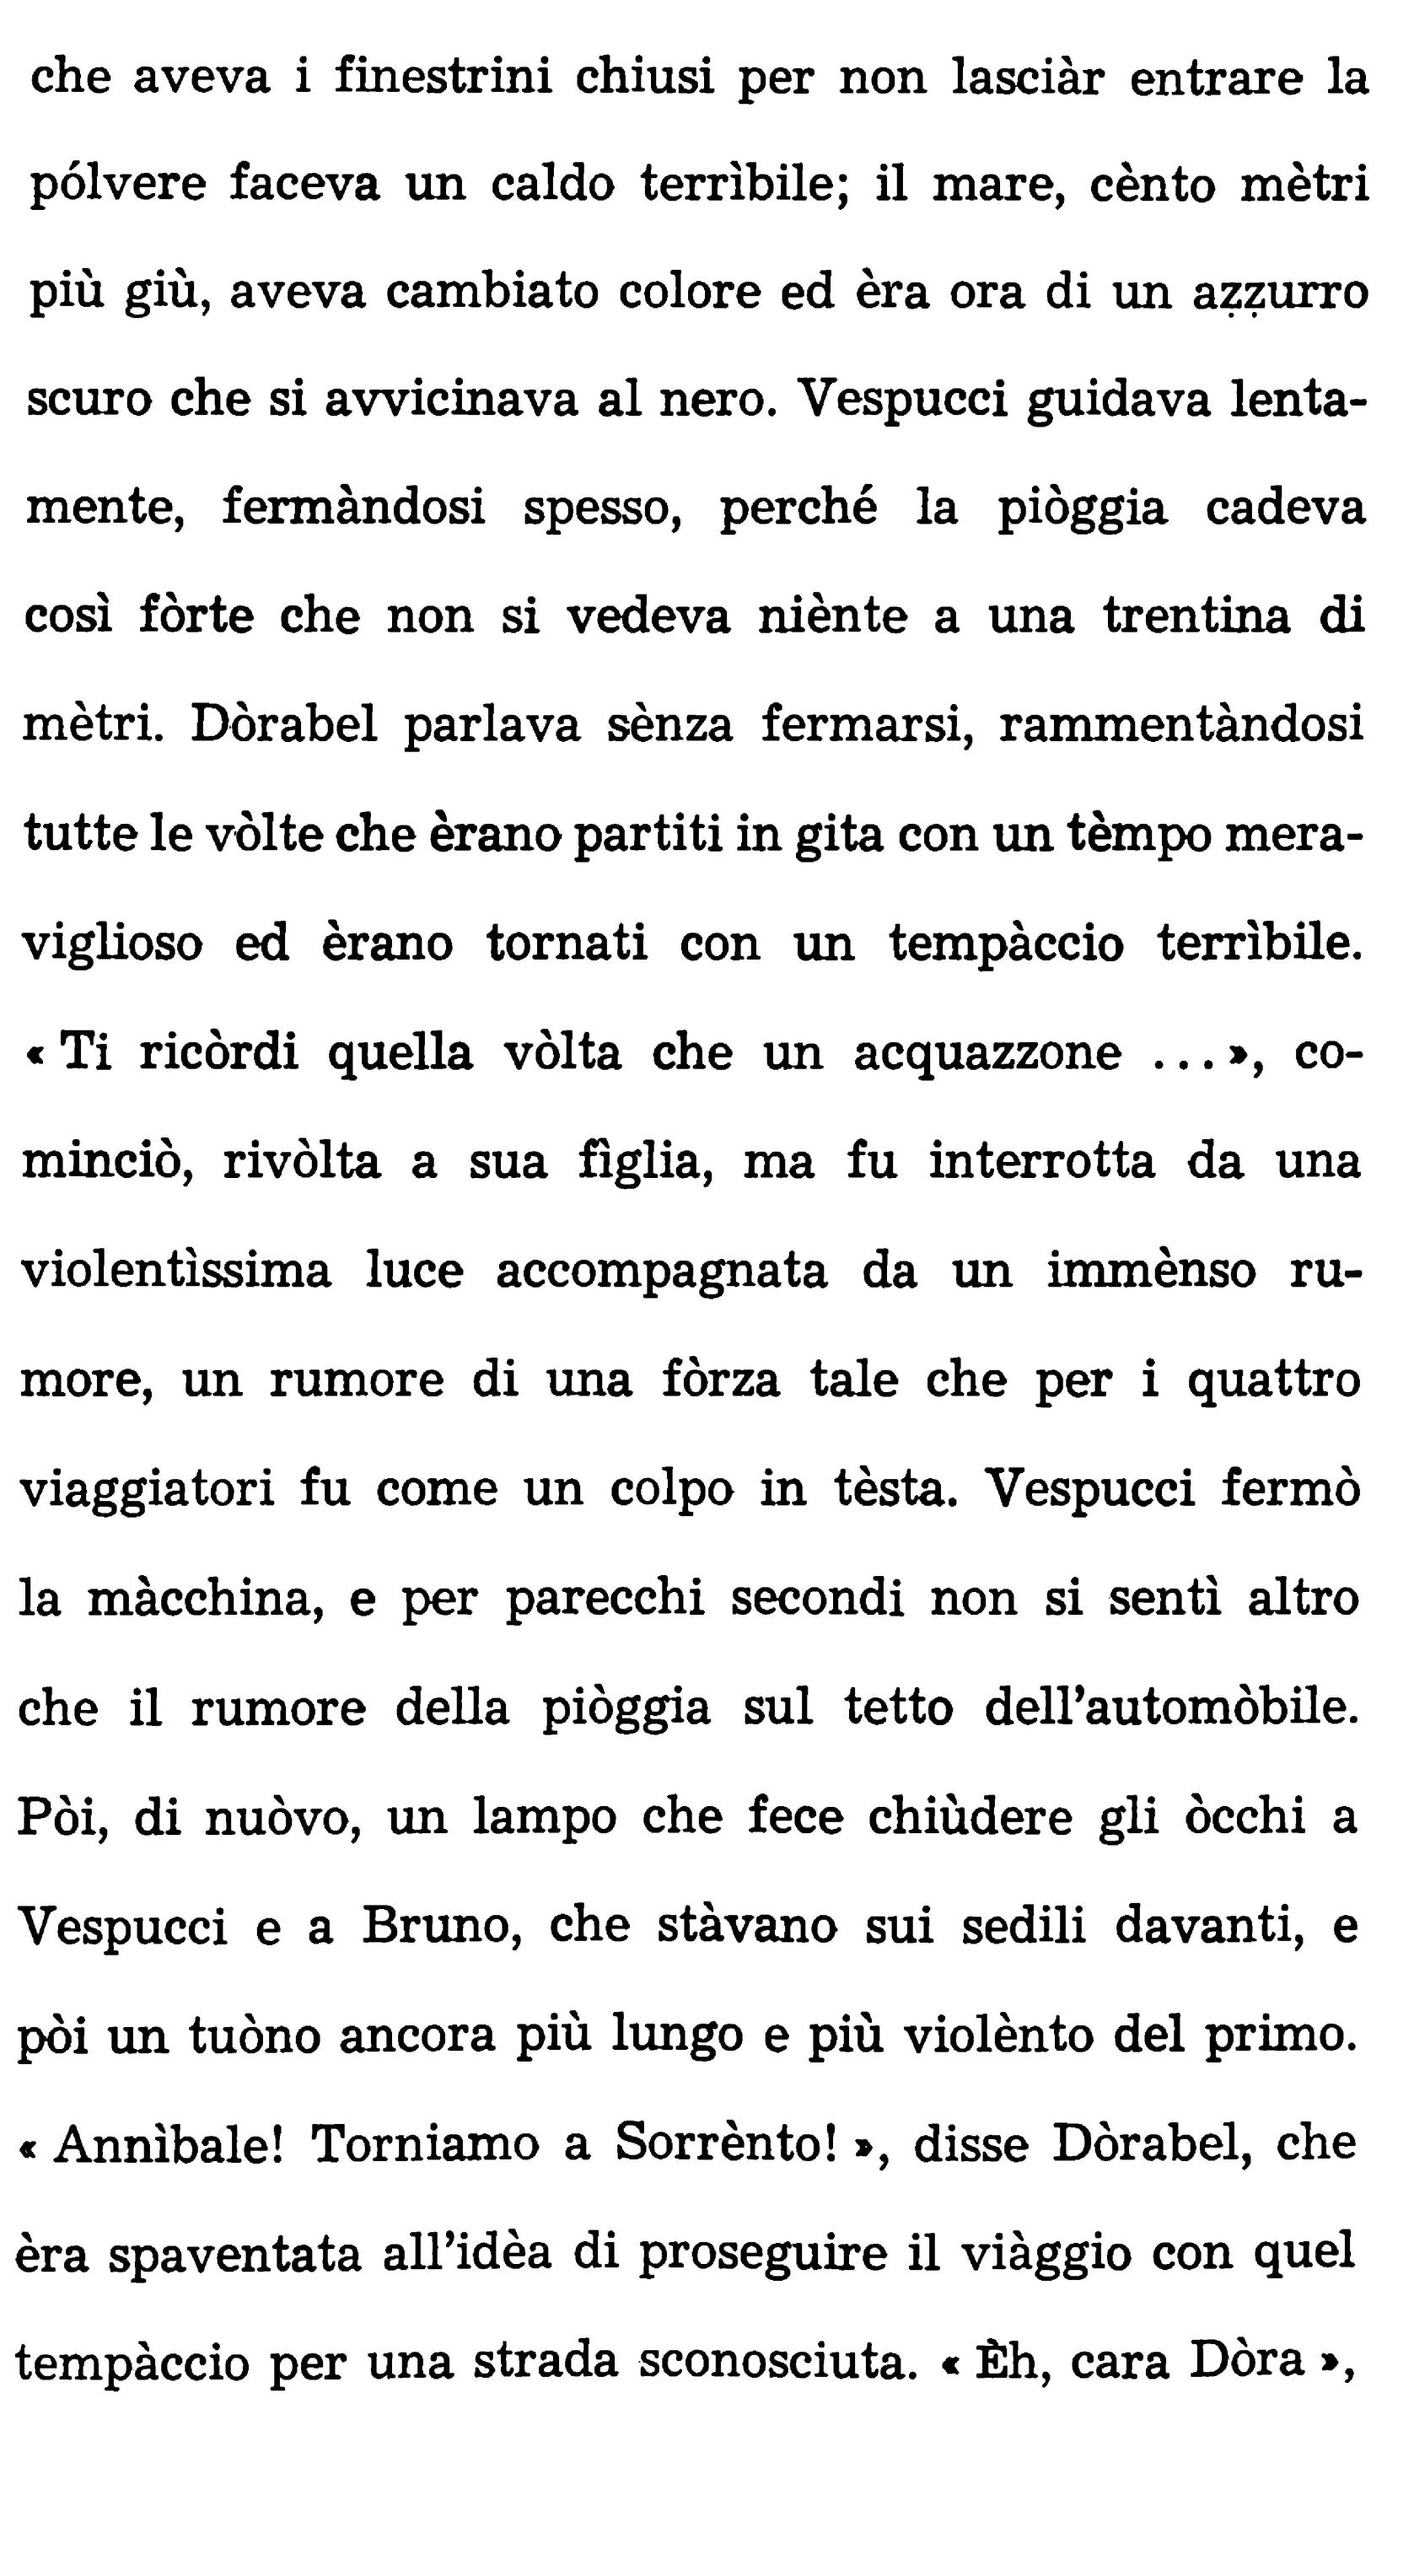 che aveva i finestrini chiusi per non lasciàr entrare la
pólvere faceva un caldo terrìbile; il mare, cènto mètri
più giù, aveva cambiato colore ed èra ora di un aẓẓurro
scuro che si avvicinava al nero. Vespucci guidava lenta-
mente, fermàndosi spesso, perché la piòggia cadeva
così fòrte che non si vedeva niènte a una trentina di
mètri. Dòrabel parlava sènza fermarsi, rammentàndosi
tutte le vòlte che èrano partiti in gita con un tèmpo mera-
viglioso ed èrano tornati con un tempàccio terrìbile.
« Ti ricòrdi quella vòlta che un acquazzone ... », co-
minciò, rivòlta a sua fìglia, ma fu interrotta da una
violentìssima luce accompagnata da un immènso ru-
more, un rumore di una fòrza tale che per i quattro
viaggiatori fu come un colpo in tèsta. Vespucci fermò
la màcchina, e per parecchi secondi non si sentì altro
che il rumore della piòggia sul tetto dell'automòbile.
Pòi, di nuòvo, un lampo che fece chiùdere gli òcchi a
Vespucci e a Bruno, che stàvano sui sedili davanti, e
pòi un tuòno ancora più lungo e più violènto del primo.
« Annìbale! Torniamo a Sorrènto! », disse Dòrabel, che
èra spaventata all'idèa di proseguire il viàggio con quel
tempàccio per una strada sconosciuta. « Èh, cara Dòra »,